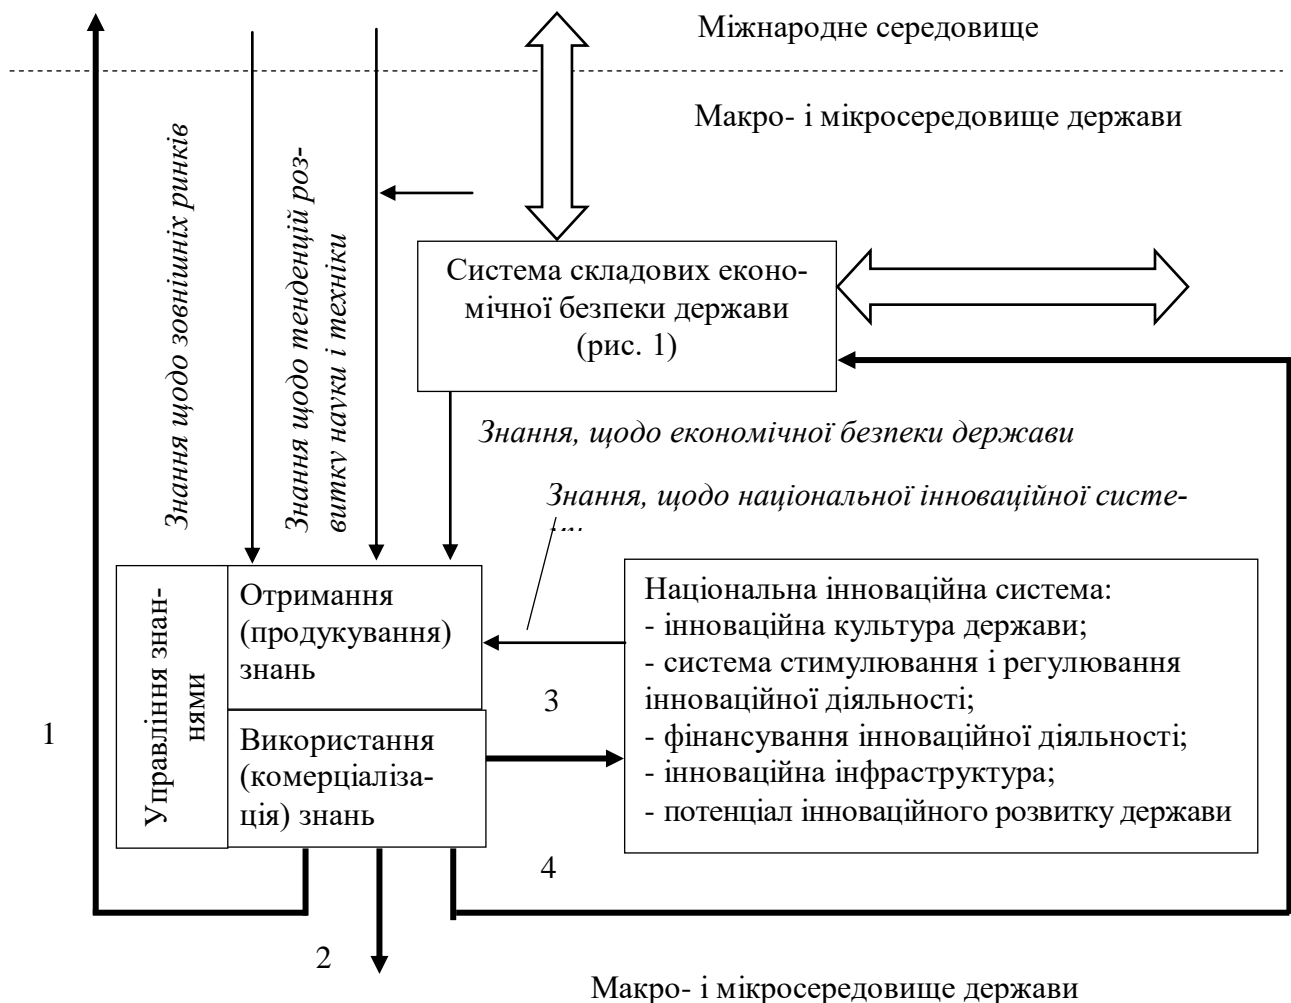 Міжнародне середовище
Макро- і мікросередовище держави
Знання щодо зовнішніх ринків
Знання щодо тенденцій роз-
витку науки і техніки
Система складових еконо-
мічної безпеки держави
(рис. 1)
Знання, щодо економічної безпеки держави
Знання, щодо національної інноваційної систе-
Управління знан-
нями
Отримання
(продукування)
знань
Використання
(комерціаліза-
ція) знань
Національна інноваційна система:
- інноваційна культура держави;
- система стимулювання і регулювання
інноваційної діяльності;
- фінансування інноваційної діяльності;
- інноваційна інфраструктура;
- потенціал інноваційного розвитку держави
1
3
4
2
Макро- і мікросередовище держави